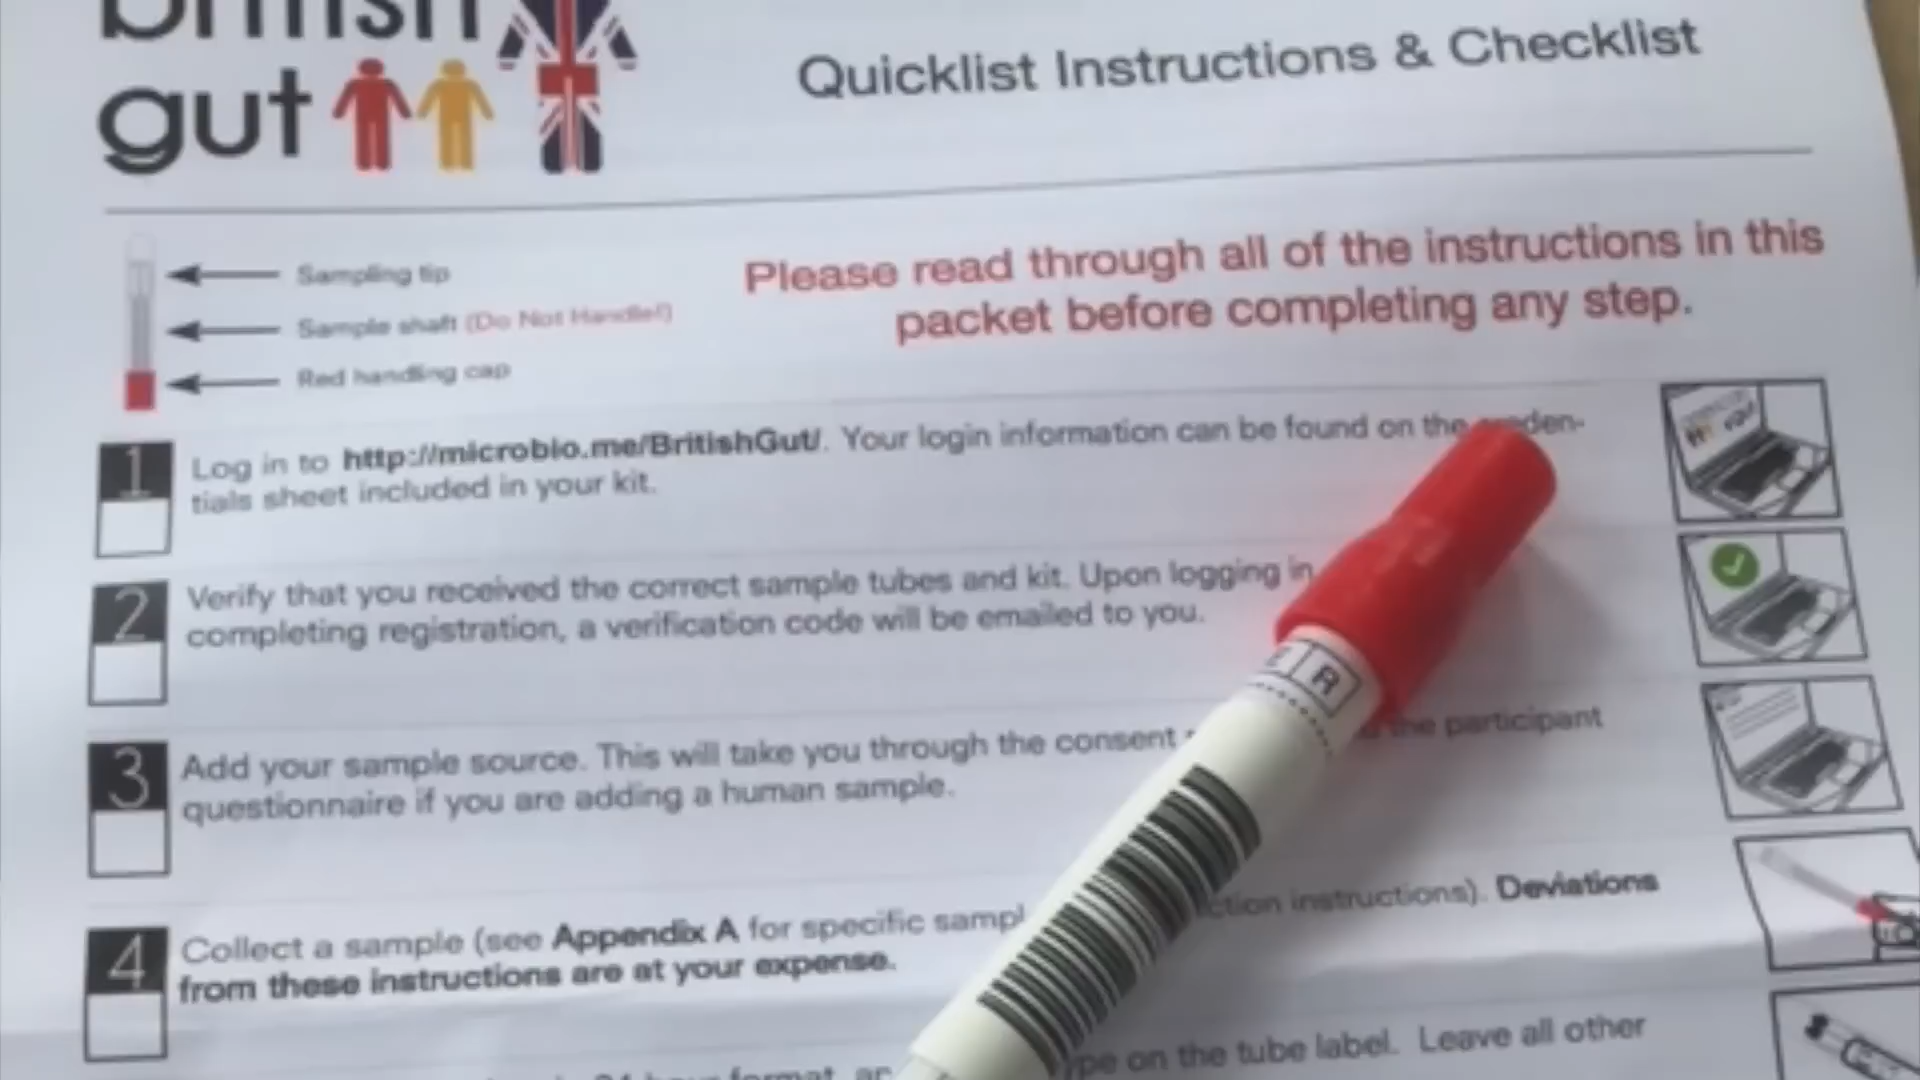 british
gut
Quicklist Instructions & Checklist
Sampling tip
Sample shaft (Do Not Handle!)
Red handling cap
Please read through all of the instructions in this
packet before completing any step.
1
Log in to http://microbio.me/BritishGut/. Your login information can be found on the creden-
tials sheet included in your kit.
2
Verify that you received the correct sample tubes and kit. Upon logging in
completing registration, a verification code will be emailed to you.
3
Add your sample source. This will take you through the consent the participant
questionnaire if you are adding a human sample.
4
Collect a sample (see Appendix A for specific sampl ction instructions). Deviations
from these instructions are at your expense.
format, on the tube label. Leave all other
R